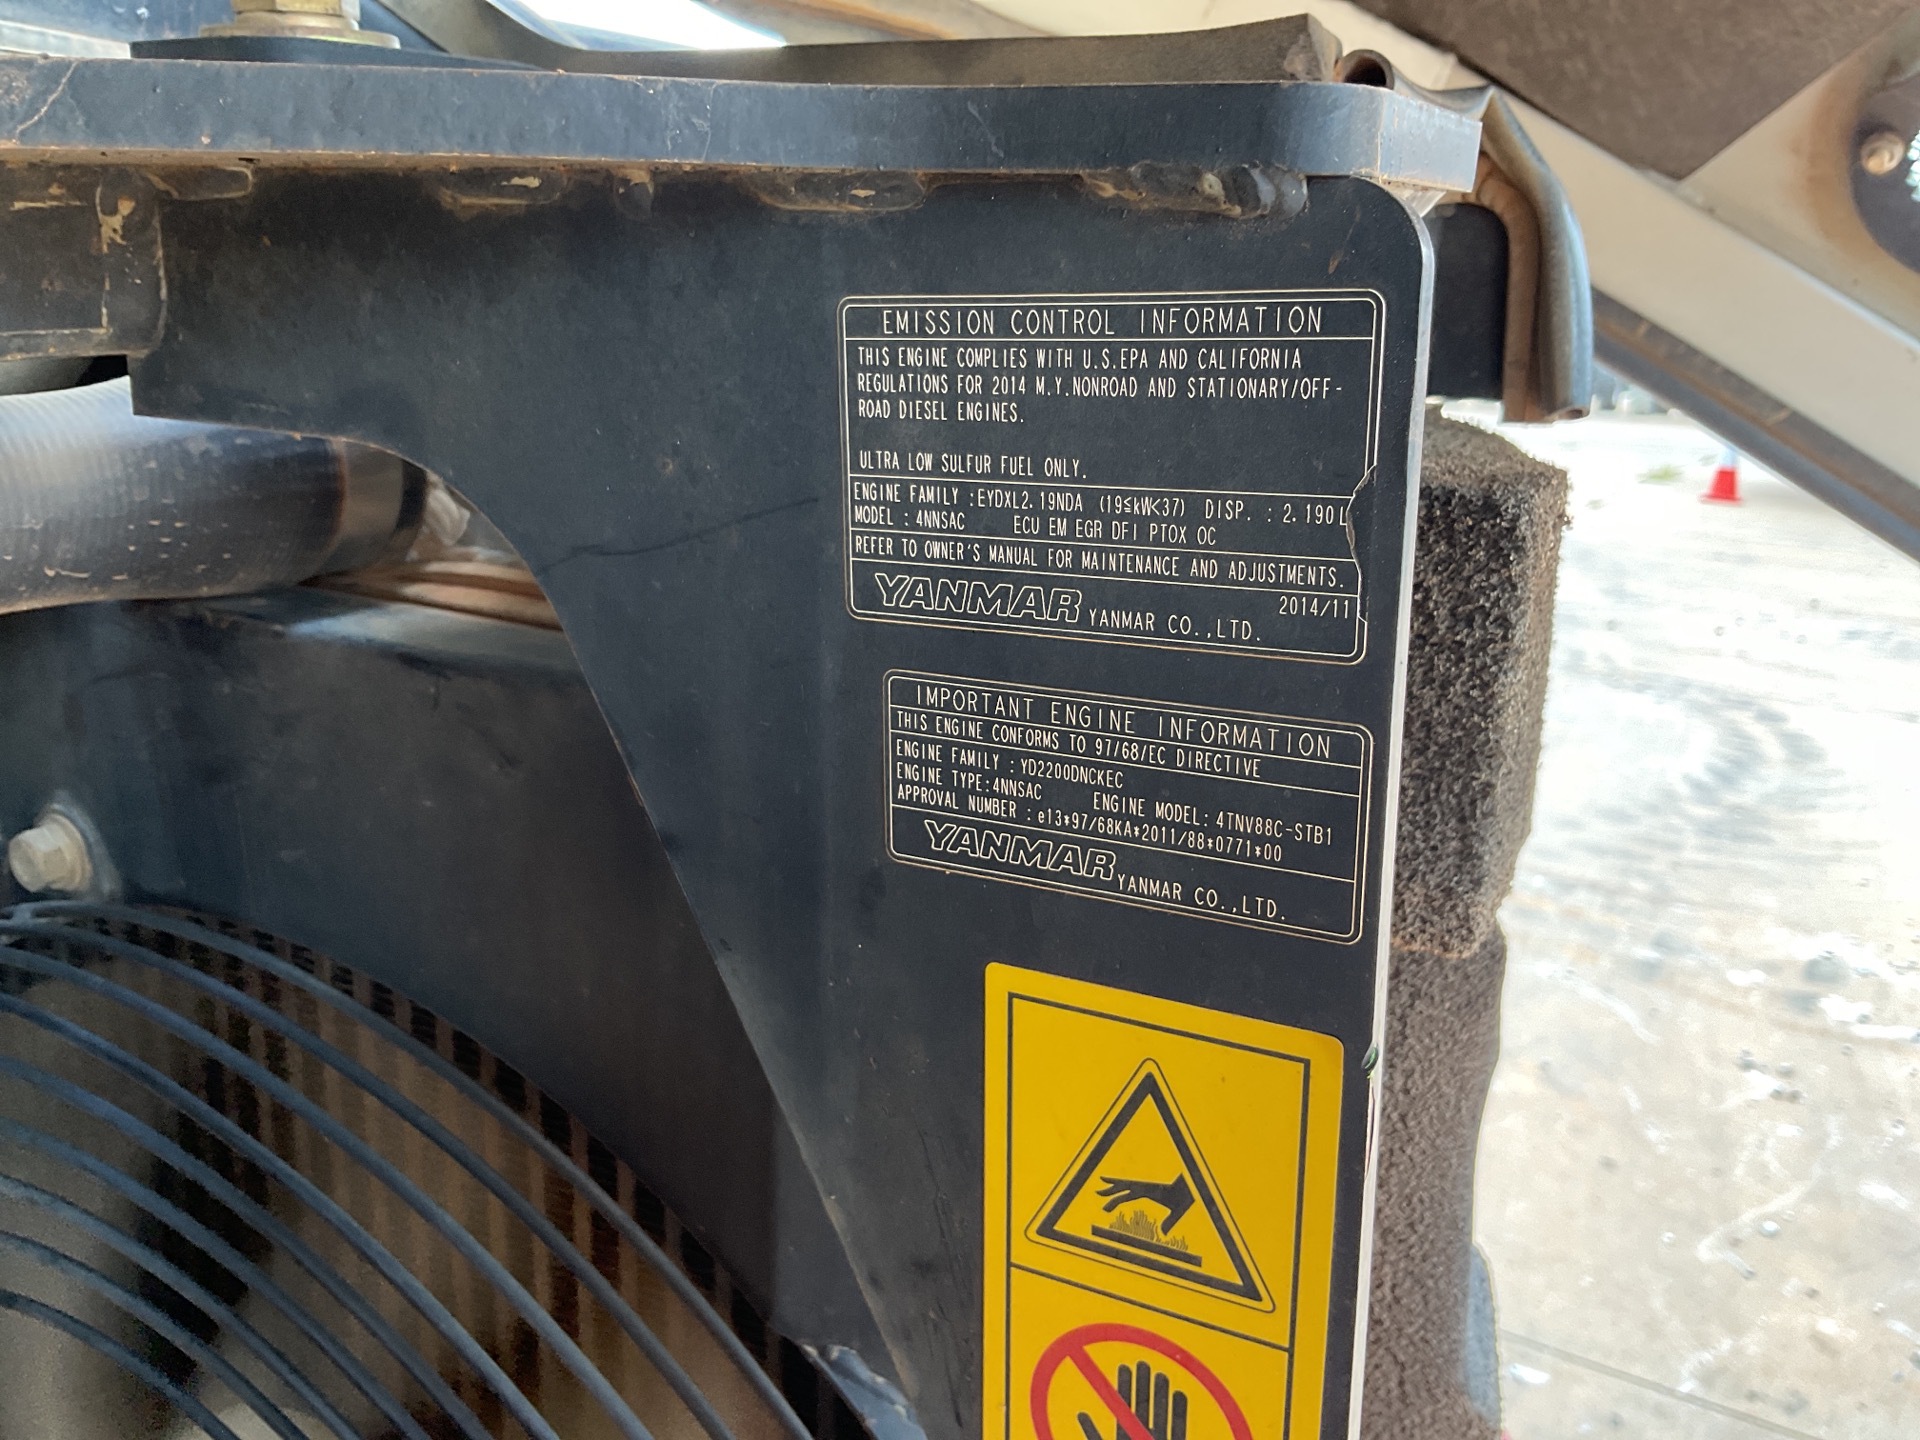 EMISSION CONTROL INFORMATION
THIS ENGINE COMPLIES WITH U.S.EPA AND CALIFORNIA
REGULATIONS FOR 2014 M.Y.NONROAD AND STATIONARY/OFF-
ROAD DIESEL ENGINES.
ULTRA LOW SULFUR FUEL ONLY.
ENGINE FAMILY :EYDXL2.19NDA (19≦kW<37) DISP. : 2.190L
MODEL : 4NNSAC ECU EM EGR DFI PTOX OC
REFER TO OWNER'S MANUAL FOR MAINTENANCE AND ADJUSTMENTS.
2014/11
YANMAR YANMAR CO.,LTD.
IMPORTANT ENGINE INFORMATION
THIS ENGINE CONFORMS TO 97/68/EC DIRECTIVE
ENGINE FAMILY : YD2200DNCKEC
ENGINE TYPE:4NNSAC ENGINE MODEL: 4TNV88C-STB1
APPROVAL NUMBER : e13*97/68KA*2011/88*0771*00
YANMAR YANMAR CO.,LTD.